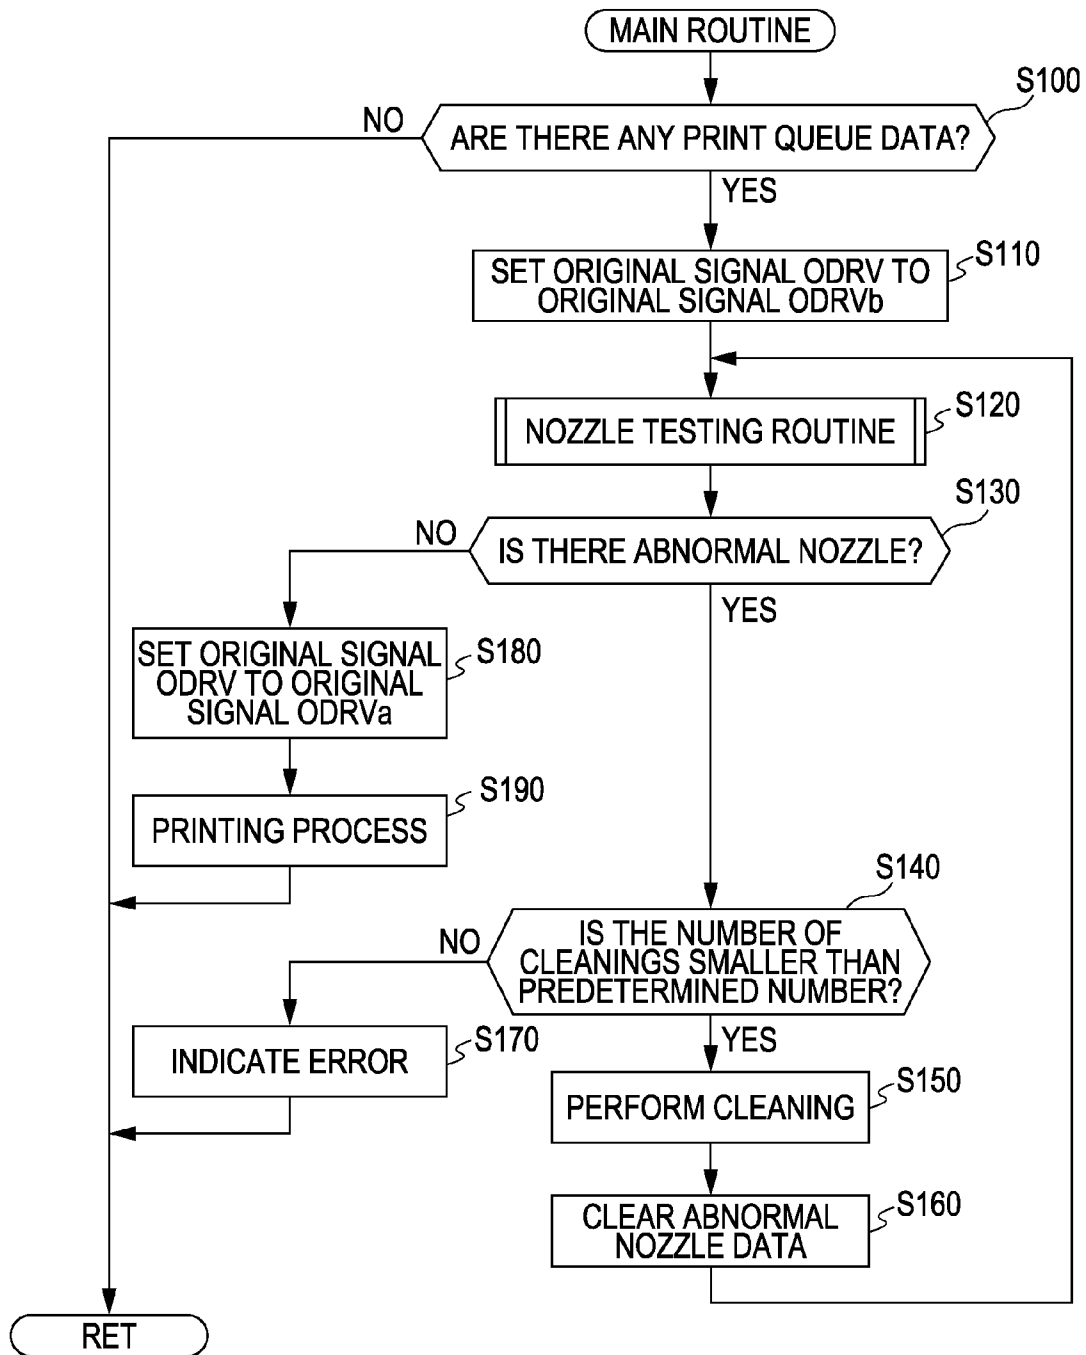 MAIN ROUTINE
S100
NO
ARE THERE ANY PRINT QUEUE DATA?
YES
S110
SET ORIGINAL SIGNAL ODRV TO
ORIGINAL SIGNAL ODRVb
S120
NOZZLE TESTING ROUTINE
S130
NO
IS THERE ABNORMAL NOZZLE?
YES
SET ORIGINAL SIGNAL
ODRV TO ORIGINAL
SIGNAL ODRVa
S180
S190
PRINTING PROCESS
S140
NO
IS THE NUMBER OF
CLEANINGS SMALLER THAN
PREDETERMINED NUMBER?
YES
S170
INDICATE ERROR
S150
PERFORM CLEANING
S160
CLEAR ABNORMAL
NOZZLE DATA
RET